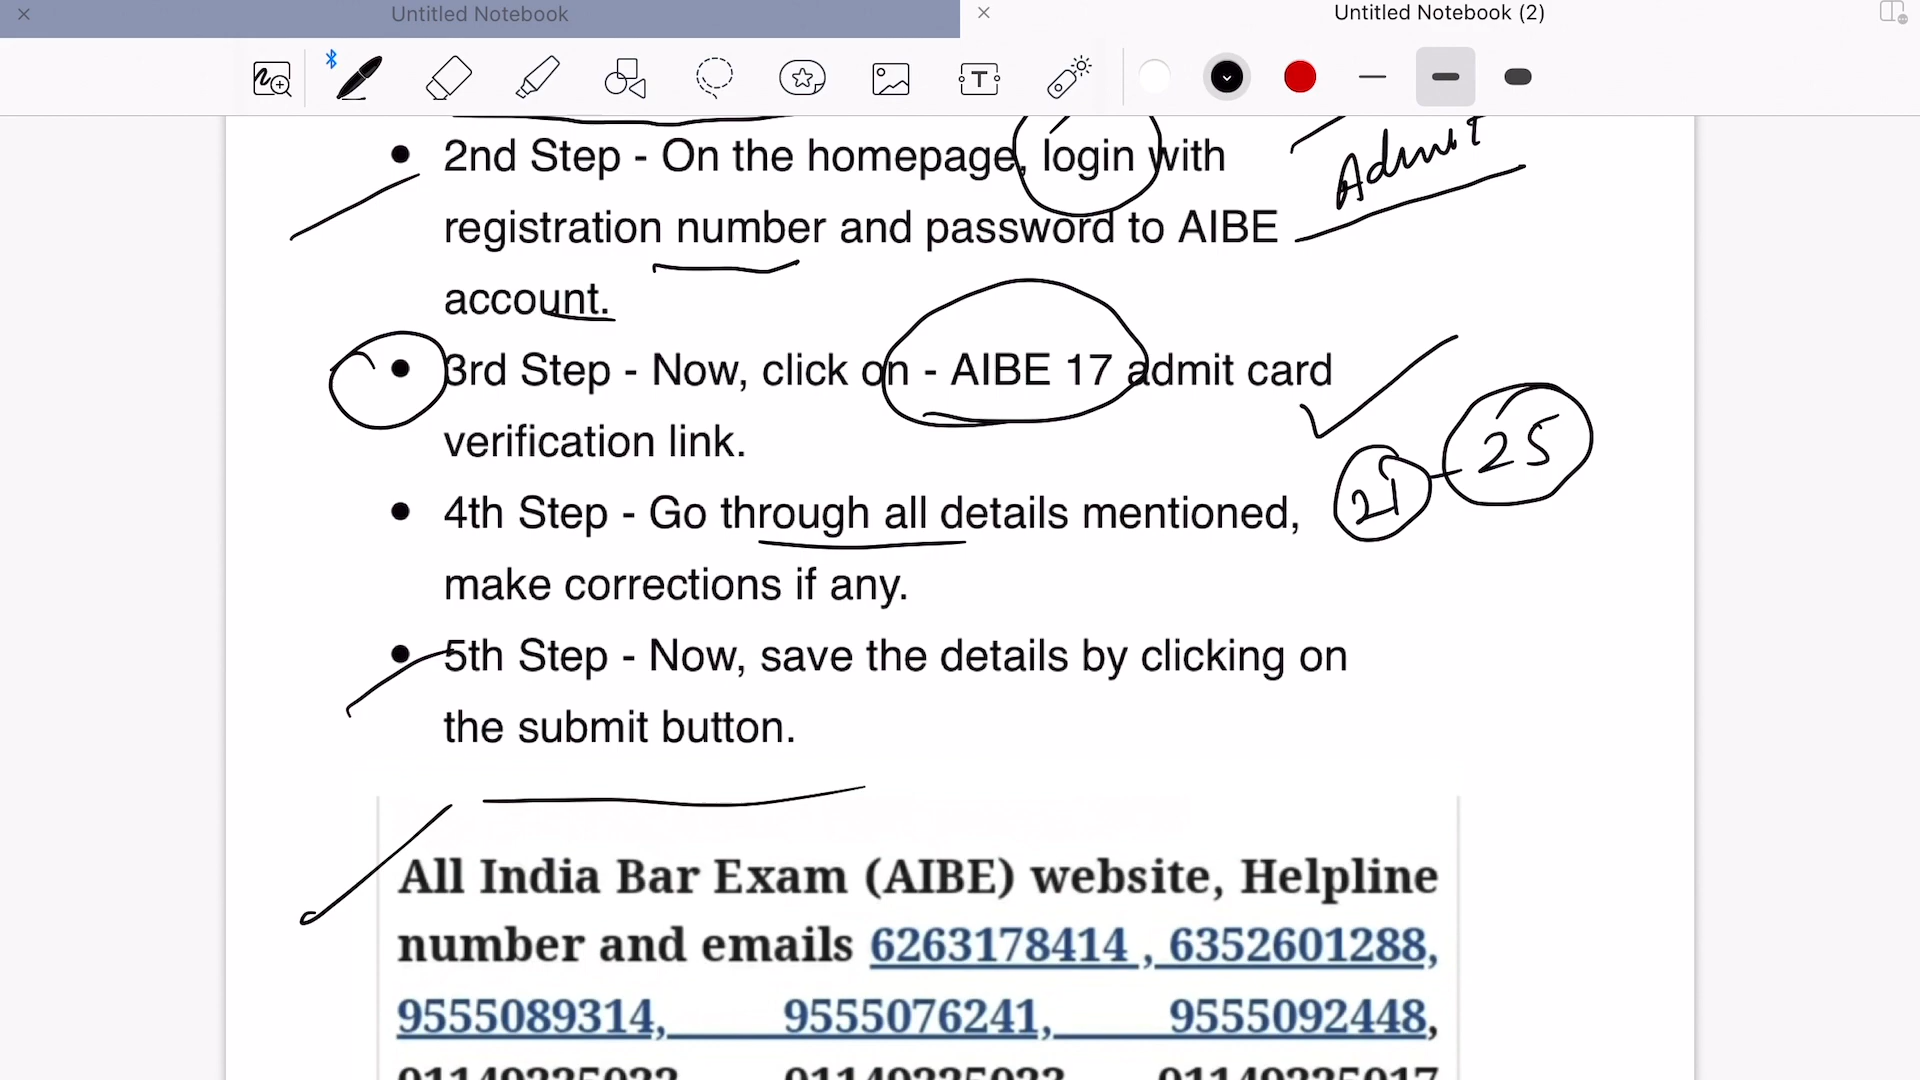 Untitled Notebook
Untitled Notebook (2)
T
2nd Step - On the homepage, login with
Admit
registration number and password to AIBE
account.
3rd Step - Now, click on - AIBE 17 admit card
verification link.
21 - 25
4th Step - Go through all details mentioned,
make corrections if any.
5th Step - Now, save the details by clicking on
the submit button.
All India Bar Exam (AIBE) website, Helpline
number and emails 6263178414 , 6352601288,
9555089314, 9555076241, 9555092448,